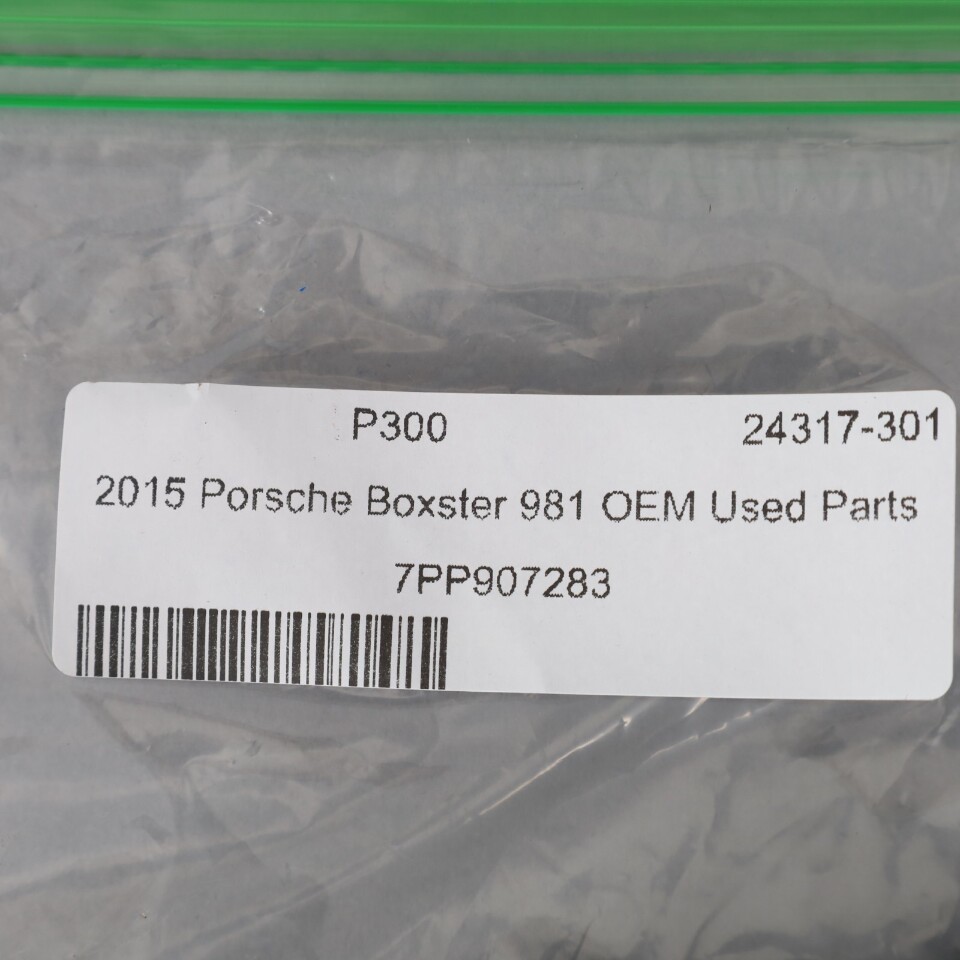 P300 24317-301
2015 Porsche Boxster 981 OEM Used Parts
7PP907283